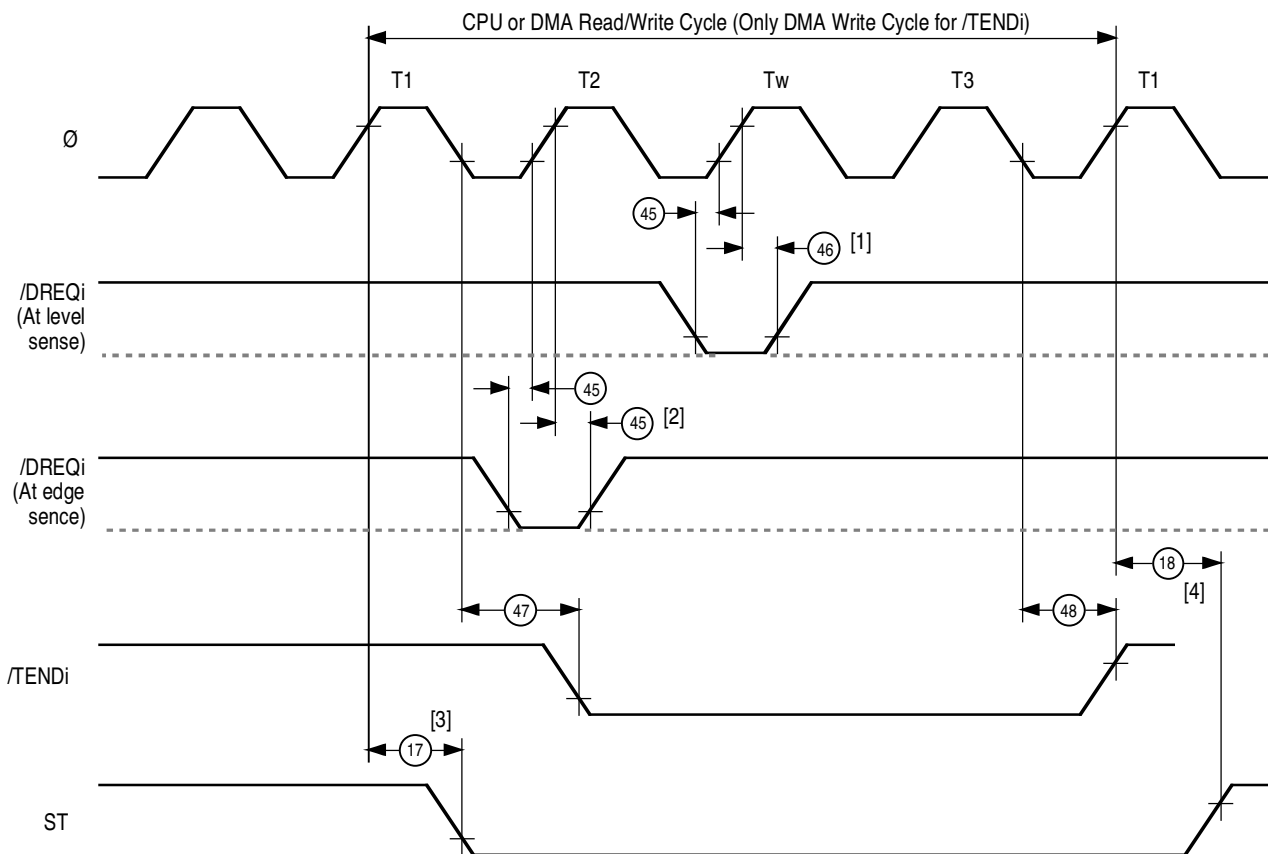 CPU or DMA Read/Write Cycle (Only DMA Write Cycle for /TENDi)
T1 T2 Tw T3 T1
Ø
45
46 [1]
/DREQi
(At level
sense)
45
45 [2]
/DREQi
(At edge
sence)
18
[4]
47
48
/TENDi
[3]
17
ST